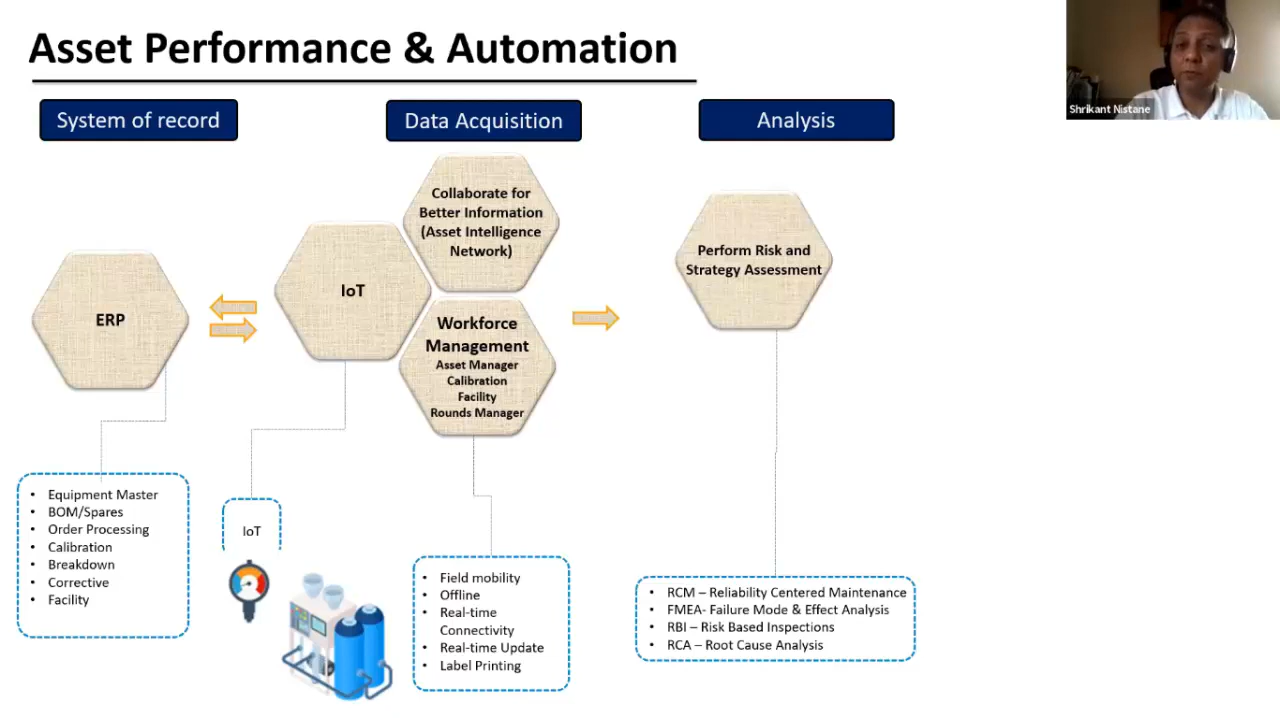 Asset Performance & Automation
Shrikant Nistane
System of record
Data Acquisition
Analysis
Collaborate for
Better Information
(Asset Intelligence
Network)
Perform Risk and
Strategy Assessment
IoT
ERP
Workforce
Management
Asset Manager
Calibration
Facility
Rounds Manager
• Equipment Master
• BOM/Spares
• Order Processing
• Calibration
• Breakdown
• Corrective
• Facility
IoT
• Field mobility
• Offline
• Real-time
Connectivity
• Real-time Update
• Label Printing
• RCM – Reliability Centered Maintenance
• FMEA- Failure Mode & Effect Analysis
• RBI – Risk Based Inspections
• RCA – Root Cause Analysis